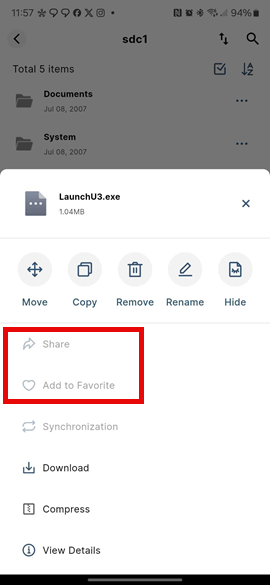 11:57
94%
sdc1
Total 5 items
A
Z
Documents
Jul 08, 2007
System
Jul 08, 2007
LaunchU3.exe
1.04MB
Move
Copy
Remove
Rename
Hide
Share
Add to Favorite
Synchronization
Download
Compress
View Details